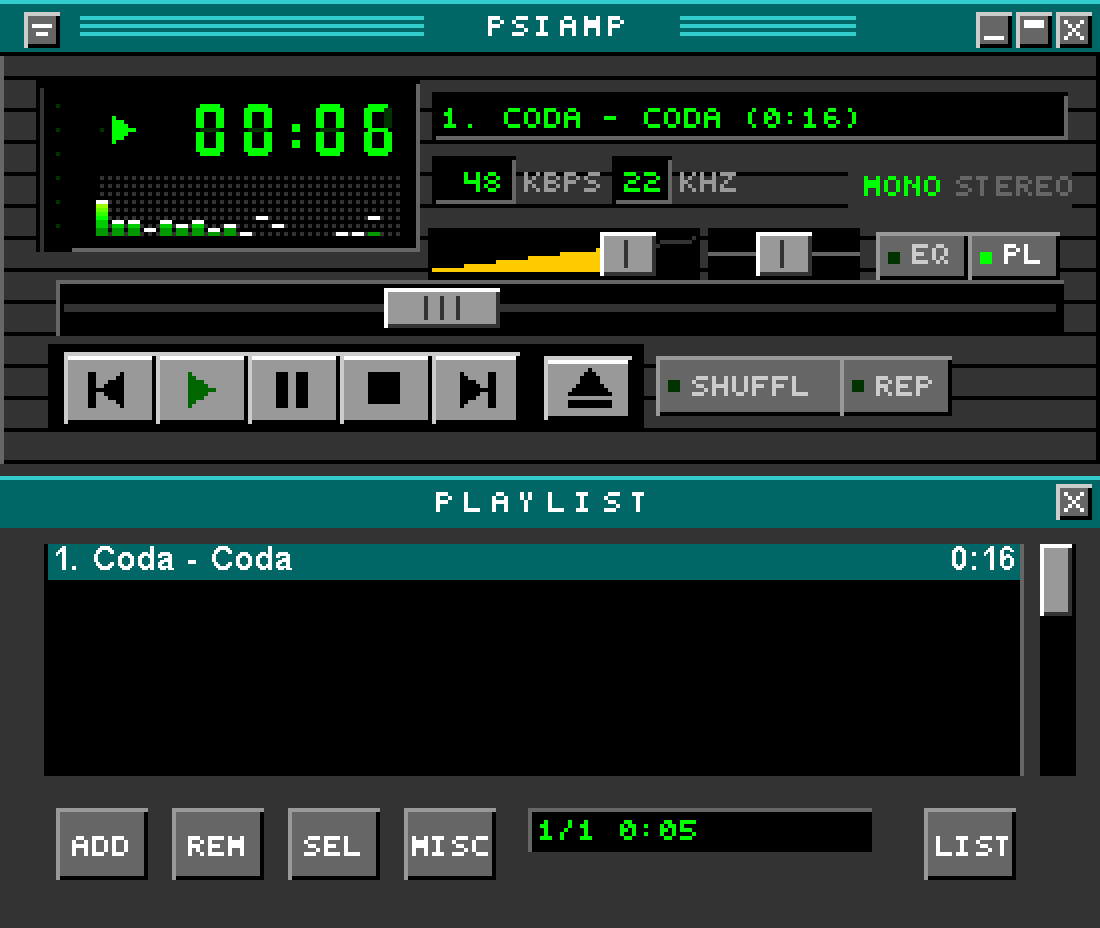 PSIAMP
00:06
1. CODA - CODA (0:16)
48 KBPS 22 KHZ MONO STEREO
EQ PL
SHUFFL REP
PLAYLIST
1. Coda - Coda 0:16
ADD REM SEL MISC 1/1 0:05 LIST